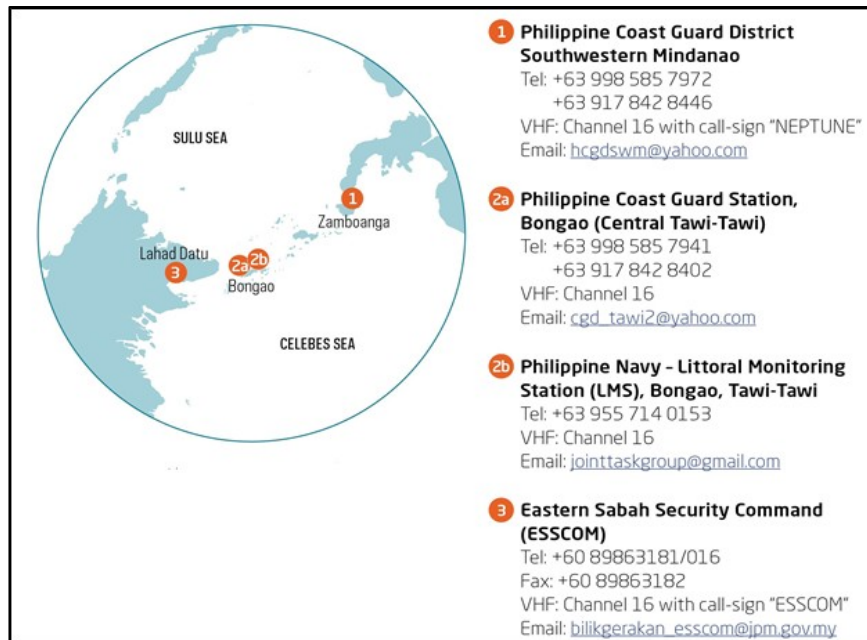 SULU SEA
1
Zamboanga
Lahad Datu
3
2a
2b
Bongao
CELEBES SEA
1 Philippine Coast Guard District
Southwestern Mindanao
Tel: +63 998 585 7972
+63 917 842 8446
VHF: Channel 16 with call-sign "NEPTUNE"
Email: hcgdswm@yahoo.com
2a Philippine Coast Guard Station,
Bongao (Central Tawi-Tawi)
Tel: +63 998 585 7941
+63 917 842 8402
VHF: Channel 16
Email: cgd_tawi2@yahoo.com
2b Philippine Navy – Littoral Monitoring
Station (LMS), Bongao, Tawi-Tawi
Tel: +63 955 714 0153
VHF: Channel 16
Email: jointtaskgroup@gmail.com
3 Eastern Sabah Security Command
(ESSCOM)
Tel: +60 89863181/016
Fax: +60 89863182
VHF: Channel 16 with call-sign "ESSCOM"
Email: bilikgerakan_esscom@jpm.gov.my